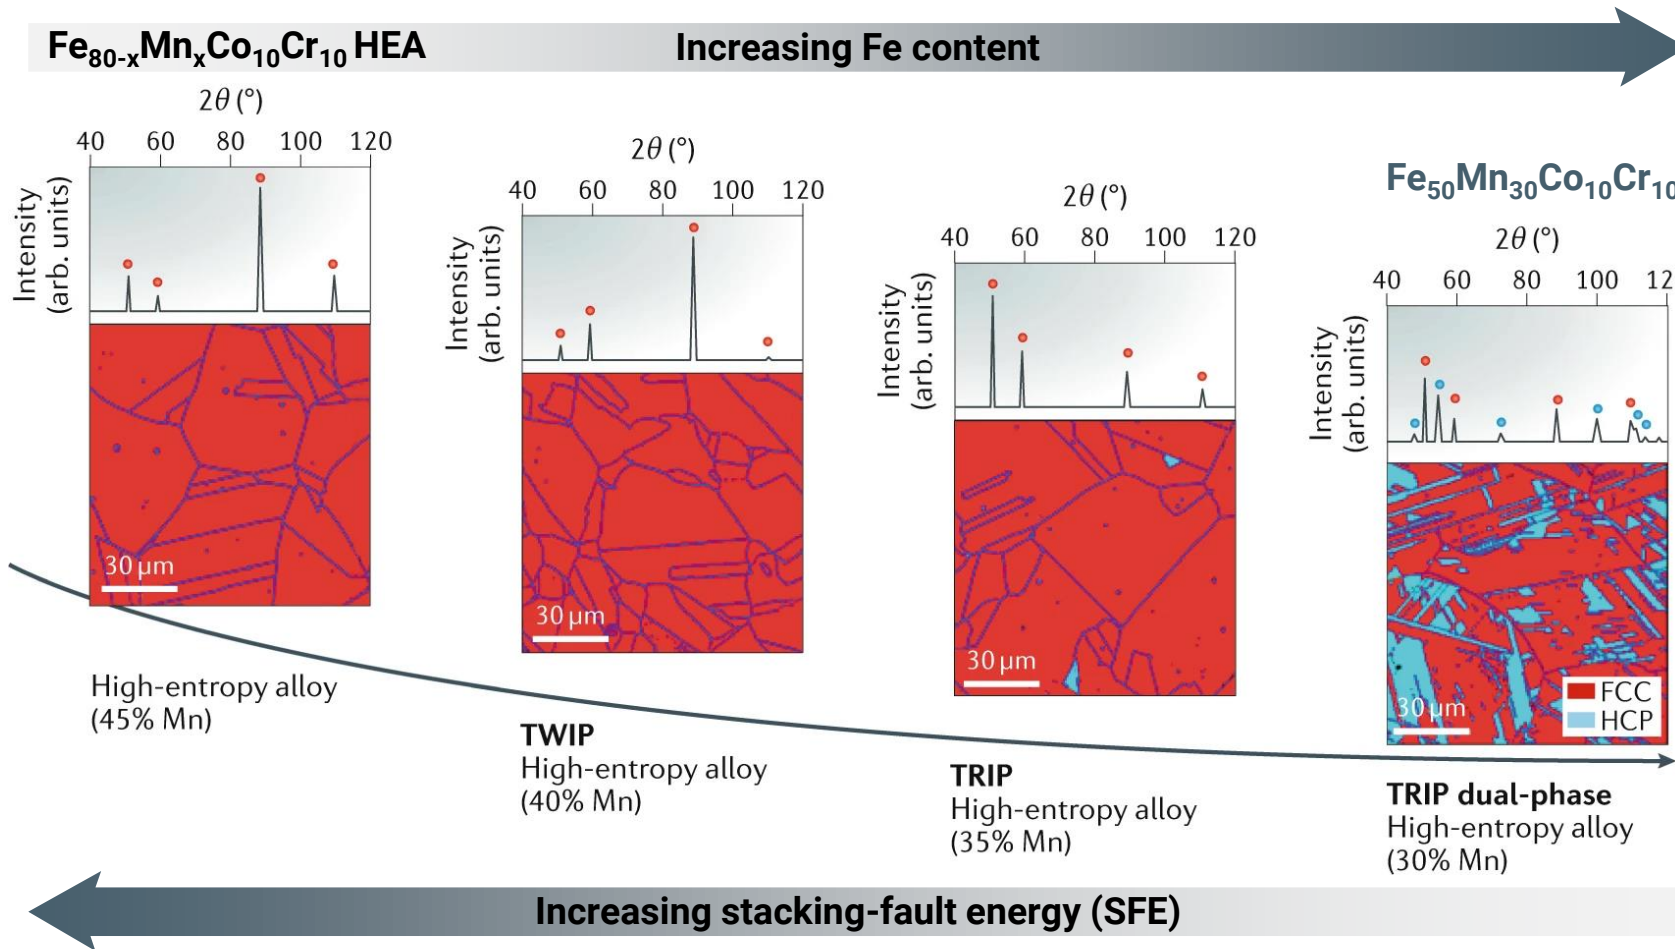 Fe₈₀₋ₓMnₓCo₁₀Cr₁₀ HEA
Increasing Fe content
2θ (°)
40 60 80 100 120
Intensity
(arb. units)
30 μm
High-entropy alloy
(45% Mn)
2θ (°)
40 60 80 100 120
Intensity
(arb. units)
30 μm
TWIP
High-entropy alloy
(40% Mn)
2θ (°)
40 60 80 100 120
Intensity
(arb. units)
30 μm
TRIP
High-entropy alloy
(35% Mn)
Fe₅₀Mn₃₀Co₁₀Cr₁₀
2θ (°)
40 60 80 100 12
Intensity
(arb. units)
30 μm
FCC
HCP
TRIP dual-phase
High-entropy alloy
(30% Mn)
Increasing stacking-fault energy (SFE)